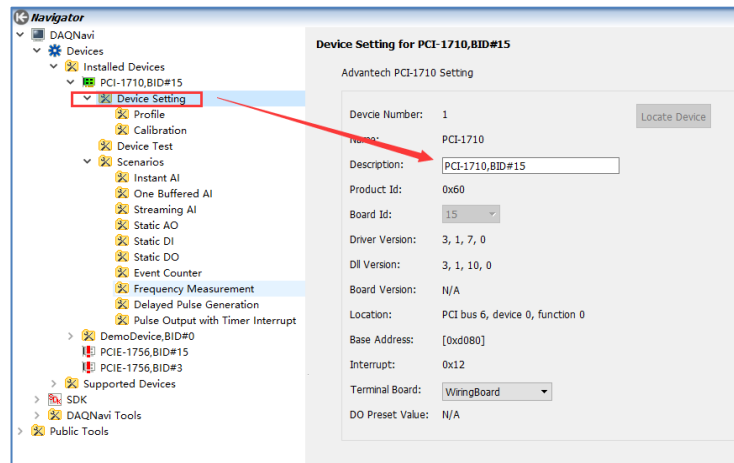 Navigator
DAQNavi
Devices
Installed Devices
PCI-1710,BID#15
Device Setting
Profile
Calibration
Device Test
Scenarios
Instant AI
One Buffered AI
Streaming AI
Static AO
Static DI
Static DO
Event Counter
Frequency Measurement
Delayed Pulse Generation
Pulse Output with Timer Interrupt
DemoDevice,BID#0
PCIE-1756,BID#15
PCIE-1756,BID#3
Supported Devices
SDK
DAQNavi Tools
Public Tools
Device Setting for PCI-1710,BID#15
Advantech PCI-1710 Setting
Devcie Number: 1
Locate Device
Name: PCI-1710
Description: PCI-1710,BID#15
Product Id: 0x60
Board Id: 15
Driver Version: 3, 1, 7, 0
Dll Version: 3, 1, 10, 0
Board Version: N/A
Location: PCI bus 6, device 0, function 0
Base Address: [0xd080]
Interrupt: 0x12
Terminal Board: WiringBoard
DO Preset Value: N/A